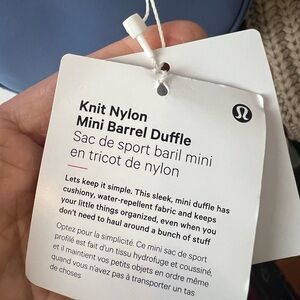 Knit Nylon
Mini Barrel Duffle
Sac de sport baril mini
en tricot de nylon
Lets keep it simple. This sleek, mini duffle has
cushiony, water-repellent fabric and keeps
your little things organized, even when you
don't need to haul around a bunch of stuff
Optez pour la simplicité. Ce mini sac de sport
profilé est fait d'un tissu hydrofuge et coussiné,
et il maintient vos petits objets en ordre même
quand vous n'avez pas à transporter un tas
de choses